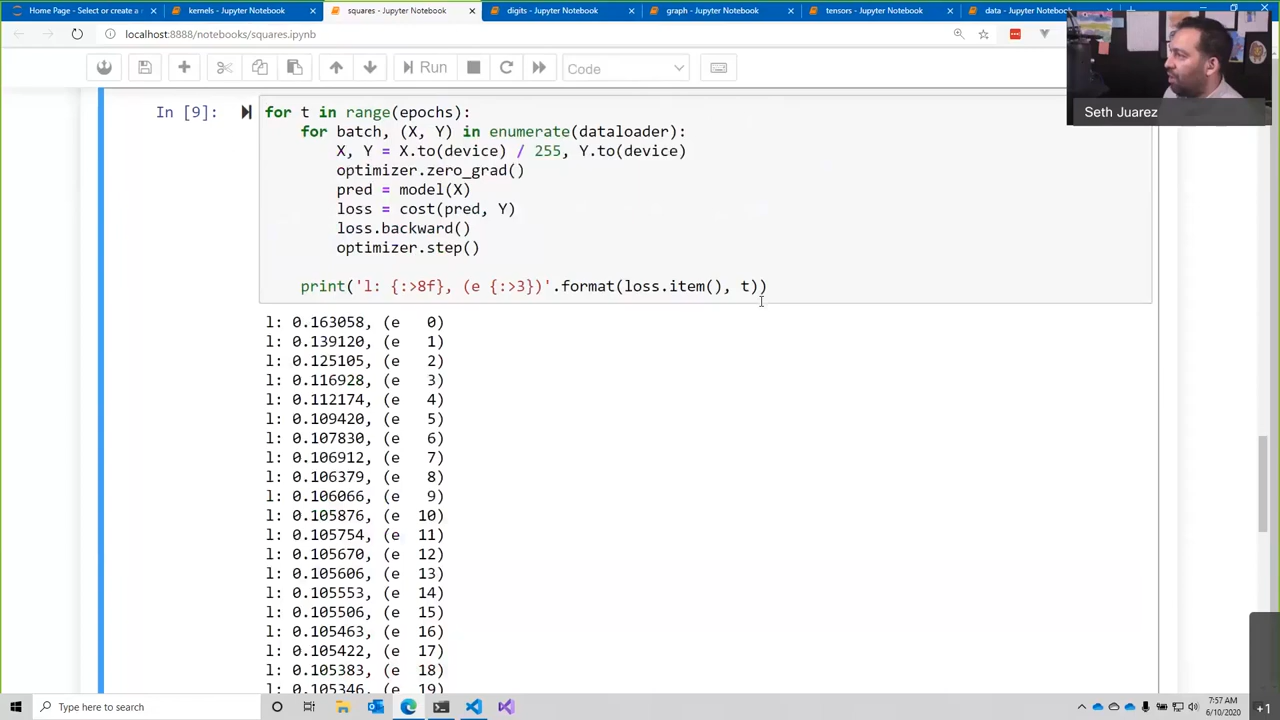 Home Page - Select or create a
kernels - Jupyter Notebook
squares - Jupyter Notebook
digits - Jupyter Notebook
graph - Jupyter Notebook
tensors - Jupyter Notebook
data - Jupyter Notebook
localhost:8888/notebooks/squares.ipynb
Run
Code
Seth Juarez
In [9]:
for t in range(epochs):
    for batch, (X, Y) in enumerate(dataloader):
        X, Y = X.to(device) / 255, Y.to(device)
        optimizer.zero_grad()
        pred = model(X)
        loss = cost(pred, Y)
        loss.backward()
        optimizer.step()
    print('l: {:>8f}, (e {:>3})'.format(loss.item(), t))
l: 0.163058, (e   0)
l: 0.139120, (e   1)
l: 0.125105, (e   2)
l: 0.116928, (e   3)
l: 0.112174, (e   4)
l: 0.109420, (e   5)
l: 0.107830, (e   6)
l: 0.106912, (e   7)
l: 0.106379, (e   8)
l: 0.106066, (e   9)
l: 0.105876, (e  10)
l: 0.105754, (e  11)
l: 0.105670, (e  12)
l: 0.105606, (e  13)
l: 0.105553, (e  14)
l: 0.105506, (e  15)
l: 0.105463, (e  16)
l: 0.105422, (e  17)
l: 0.105383, (e  18)
l: 0.105346, (e  19)
Type here to search
7:57 AM
6/10/2020
+1